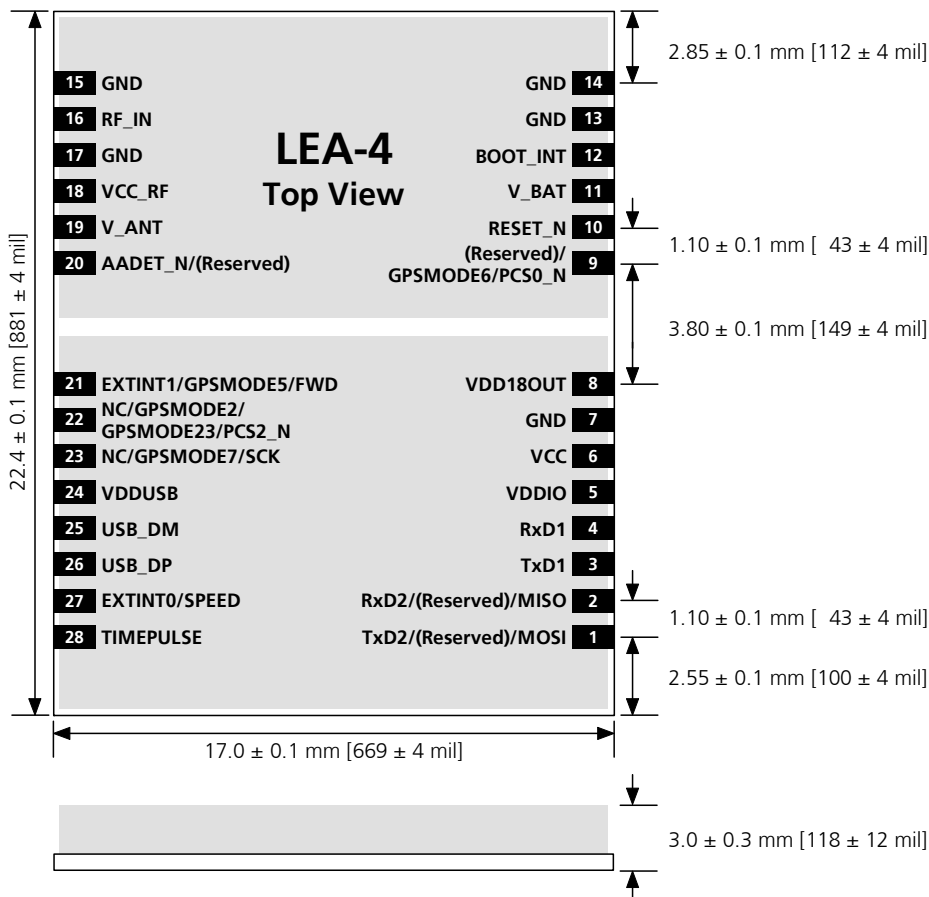 2.85 ± 0.1 mm [112 ± 4 mil]
15 GND
GND 14
16 RF_IN
GND 13
17 GND
LEA-4
BOOT_INT 12
18 VCC_RF
Top View
V_BAT 11
19 V_ANT
RESET_N 10
1.10 ± 0.1 mm [ 43 ± 4 mil]
20 AADET_N/(Reserved)
(Reserved)/
GPSMODE6/PCS0_N 9
3.80 ± 0.1 mm [149 ± 4 mil]
22.4 ± 0.1 mm [881 ± 4 mil]
21 EXTINT1/GPSMODE5/FWD
VDD18OUT 8
22 NC/GPSMODE2/
GPSMODE23/PCS2_N
GND 7
23 NC/GPSMODE7/SCK
VCC 6
24 VDDUSB
VDDIO 5
25 USB_DM
RxD1 4
26 USB_DP
TxD1 3
27 EXTINT0/SPEED
RxD2/(Reserved)/MISO 2
1.10 ± 0.1 mm [ 43 ± 4 mil]
28 TIMEPULSE
TxD2/(Reserved)/MOSI 1
2.55 ± 0.1 mm [100 ± 4 mil]
17.0 ± 0.1 mm [669 ± 4 mil]
3.0 ± 0.3 mm [118 ± 12 mil]